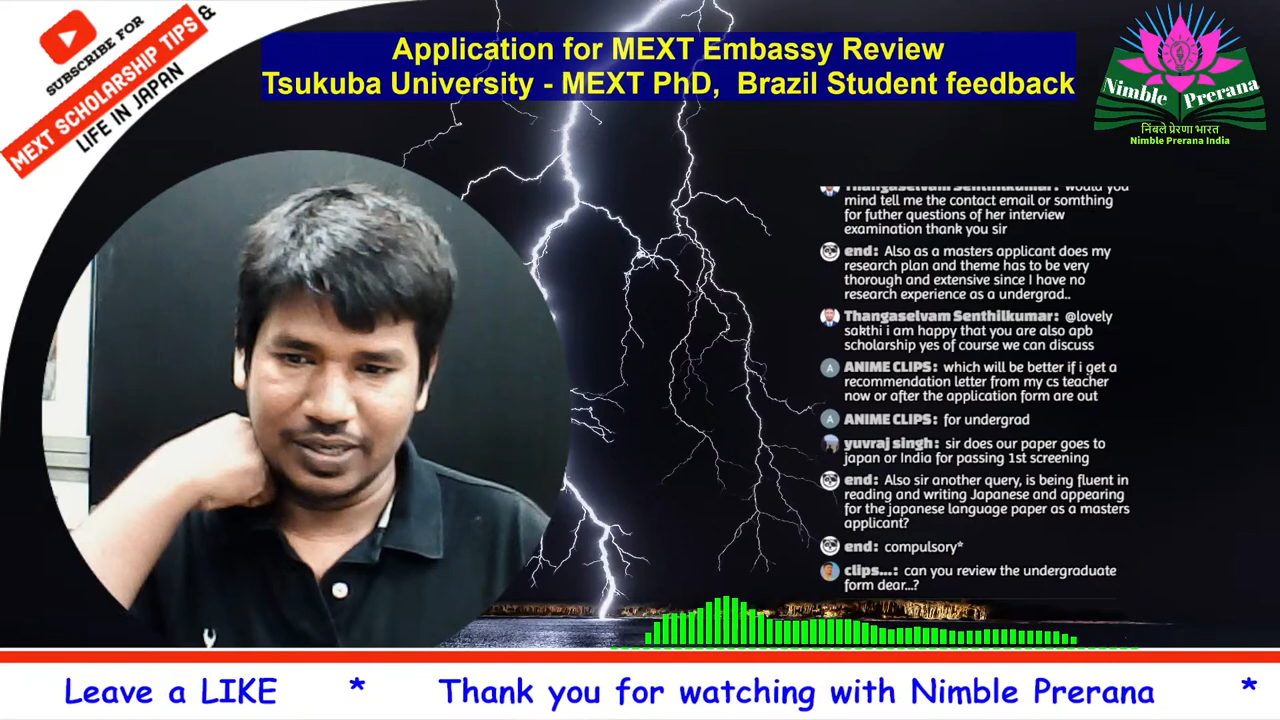 SUBSCRIBE FOR
MEXT SCHOLARSHIP TIPS &
LIFE IN JAPAN
Application for MEXT Embassy Review
Tsukuba University - MEXT PhD, Brazil Student feedback
Nimble Prerana
निंबले प्रेरणा भारत
Nimble Prerana India
Thangaselvam Senthilkumar: would you
mind tell me the contact email or somthing
for futher questions of her interview
examination thank you sir
end: Also as a masters applicant does my
research plan and theme has to be very
thorough and extensive since I have no
research experience as a undergrad..
Thangaselvam Senthilkumar: @lovely
sakthi i am happy that you are also apb
scholarship yes of course we can discuss
A ANIME CLIPS: which will be better if i get a
recommendation letter from my cs teacher
now or after the application form are out
A ANIME CLIPS: for undergrad
yuvraj singh: sir does our paper goes to
japan or India for passing 1st screening
end: Also sir another query, is being fluent in
reading and writing Japanese and appearing
for the japanese language paper as a masters
applicant?
end: compulsory*
clips...: can you review the undergraduate
form dear...?
Leave a LIKE * Thank you for watching with Nimble Prerana *